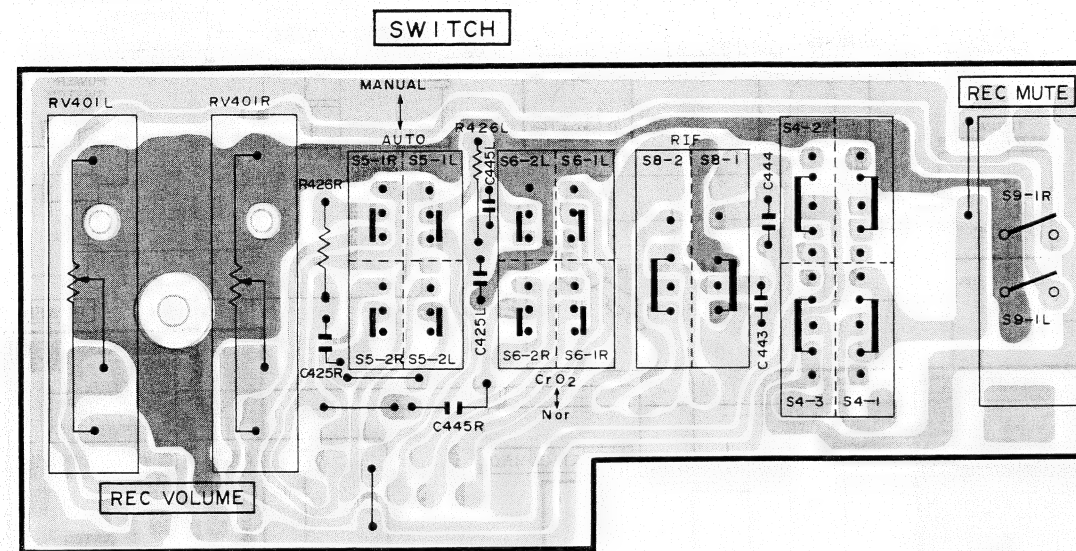 SWITCH
MANUAL
REC MUTE
RV401L
RV401R
AUTO
R426L
RIF
S4-2
S5-1R
S5-1L
C445L
S6-2L
S6-1L
S8-2
S8-1
C444
R426R
S9-1R
C425L
C443
S9-1L
S5-2R
S5-2L
S6-2R
S6-1R
C425R
CrO2
Nor
S4-3
S4-1
C445R
REC VOLUME